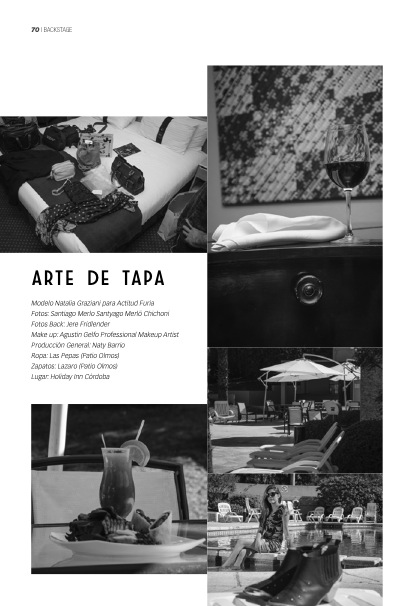 70 | BACKSTAGE
ARTE DE TAPA
Modelo Natalia Graziani para Actitud Furia
Fotos: Santiago Merlo Santyago Merlo Chichoni
Fotos Back: Jere Fridlender
Make up: Agustin Gelfo Professional Makeup Artist
Producción General: Naty Barrio
Ropa: Las Pepas (Patio Olmos)
Zapatos: Lazaro (Patio Olmos)
Lugar: Holiday Inn Córdoba